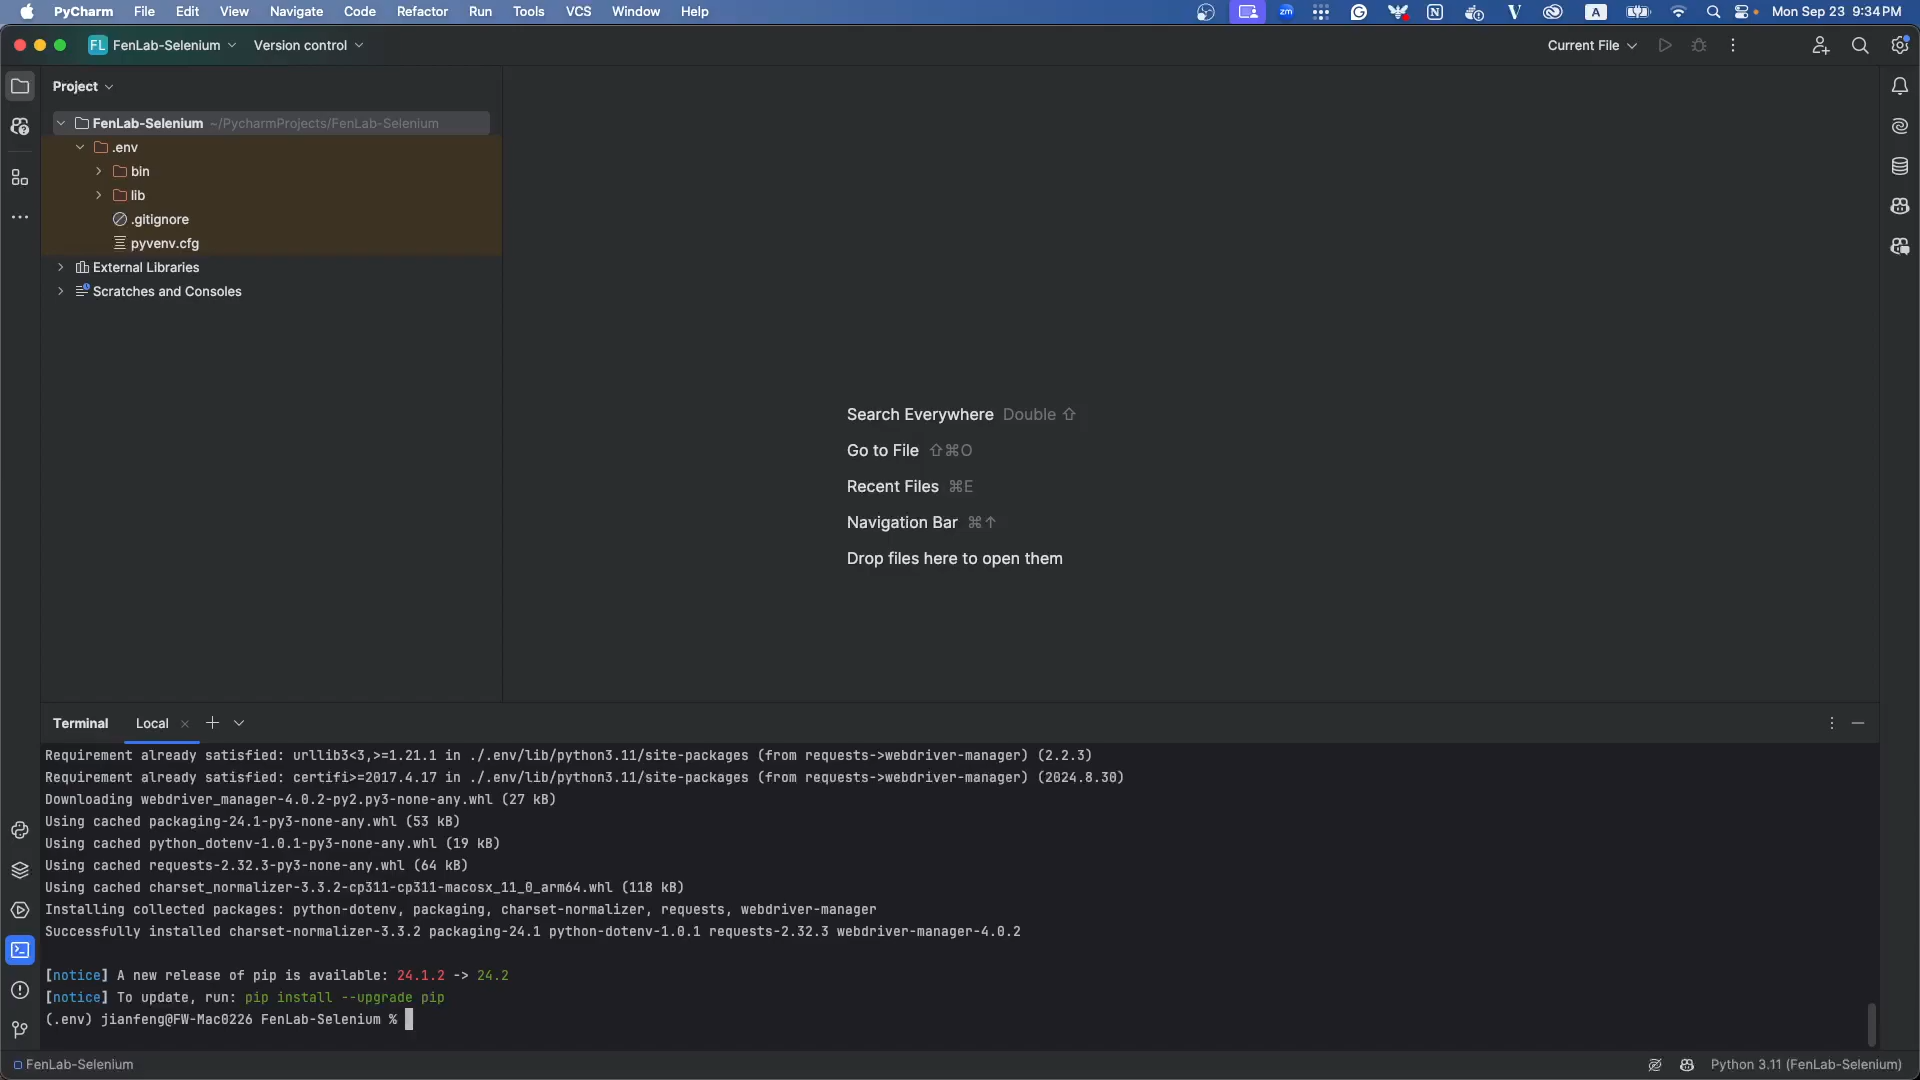 PyCharm File Edit View Navigate Code Refactor Run Tools VCS Window Help zm A Mon Sep 23 9:34 PM
FL FenLab-Selenium Version control Current File
Project
FenLab-Selenium ~/PycharmProjects/FenLab-Selenium
.env
bin
lib
.gitignore
pyvenv.cfg
External Libraries
Scratches and Consoles
Search Everywhere Double ⇧
Go to File ⇧⌘O
Recent Files ⌘E
Navigation Bar ⌘↑
Drop files here to open them
Terminal Local
Requirement already satisfied: urllib3<3,>=1.21.1 in ./.env/lib/python3.11/site-packages (from requests->webdriver-manager) (2.2.3)
Requirement already satisfied: certifi>=2017.4.17 in ./.env/lib/python3.11/site-packages (from requests->webdriver-manager) (2024.8.30)
Downloading webdriver_manager-4.0.2-py2.py3-none-any.whl (27 kB)
Using cached packaging-24.1-py3-none-any.whl (53 kB)
Using cached python_dotenv-1.0.1-py3-none-any.whl (19 kB)
Using cached requests-2.32.3-py3-none-any.whl (64 kB)
Using cached charset_normalizer-3.3.2-cp311-cp311-macosx_11_0_arm64.whl (118 kB)
Installing collected packages: python-dotenv, packaging, charset-normalizer, requests, webdriver-manager
Successfully installed charset-normalizer-3.3.2 packaging-24.1 python-dotenv-1.0.1 requests-2.32.3 webdriver-manager-4.0.2
[notice] A new release of pip is available: 24.1.2 -> 24.2
[notice] To update, run: pip install --upgrade pip
(.env) jianfeng@FW-Mac0226 FenLab-Selenium %
FenLab-Selenium Python 3.11 (FenLab-Selenium)